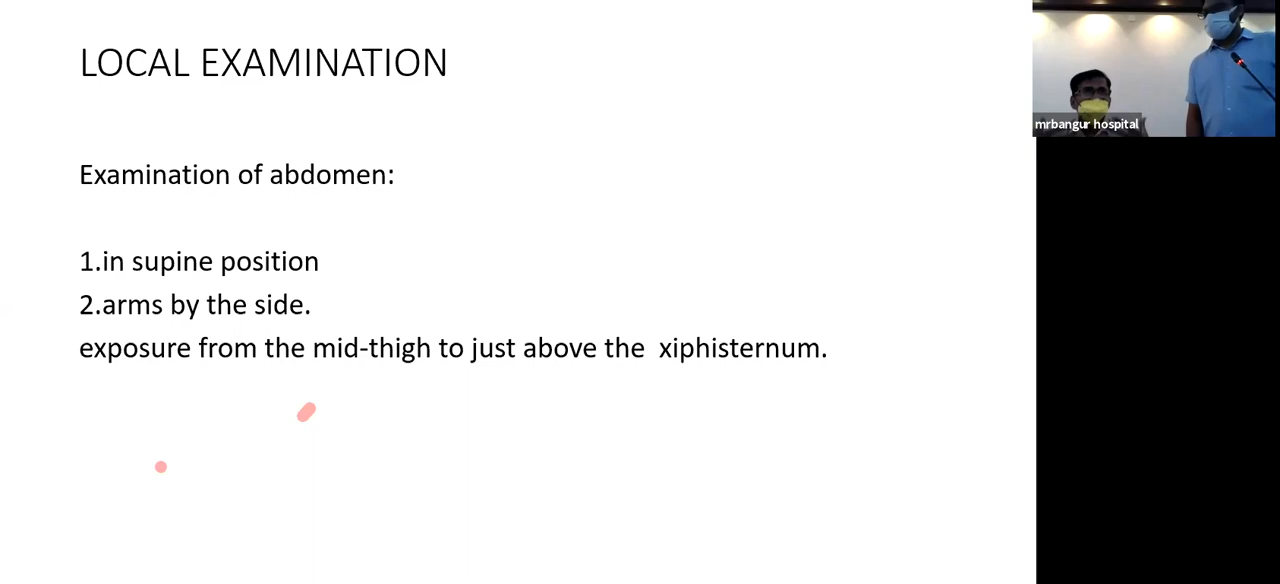 LOCAL EXAMINATION
mrbangur hospital
Examination of abdomen:
1.in supine position
2.arms by the side.
exposure from the mid-thigh to just above the  xiphisternum.